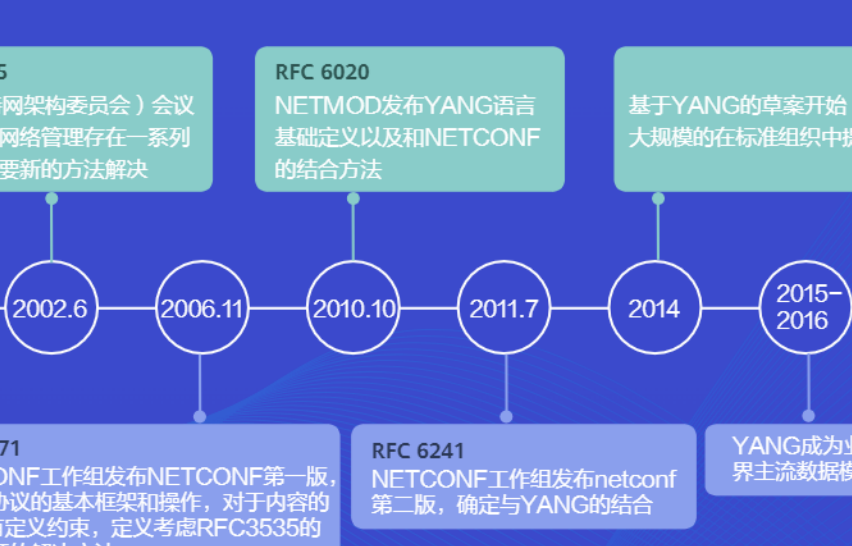 5
网架构委员会）会议
网络管理存在一系列
要新的方法解决
RFC 6020
NETMOD发布YANG语言
基础定义以及和NETCONF
的结合方法
基于YANG的草案开始
大规模的在标准组织中
2002.6
2006.11
2010.10
2011.7
2014
2015-
2016
71
ONF工作组发布NETCONF第一版，
协议的基本框架和操作，对于内容的
定义约束，定义考虑RFC3535的
RFC 6241
NETCONF工作组发布netconf
第二版，确定与YANG的结合
YANG成为业
界主流数据模